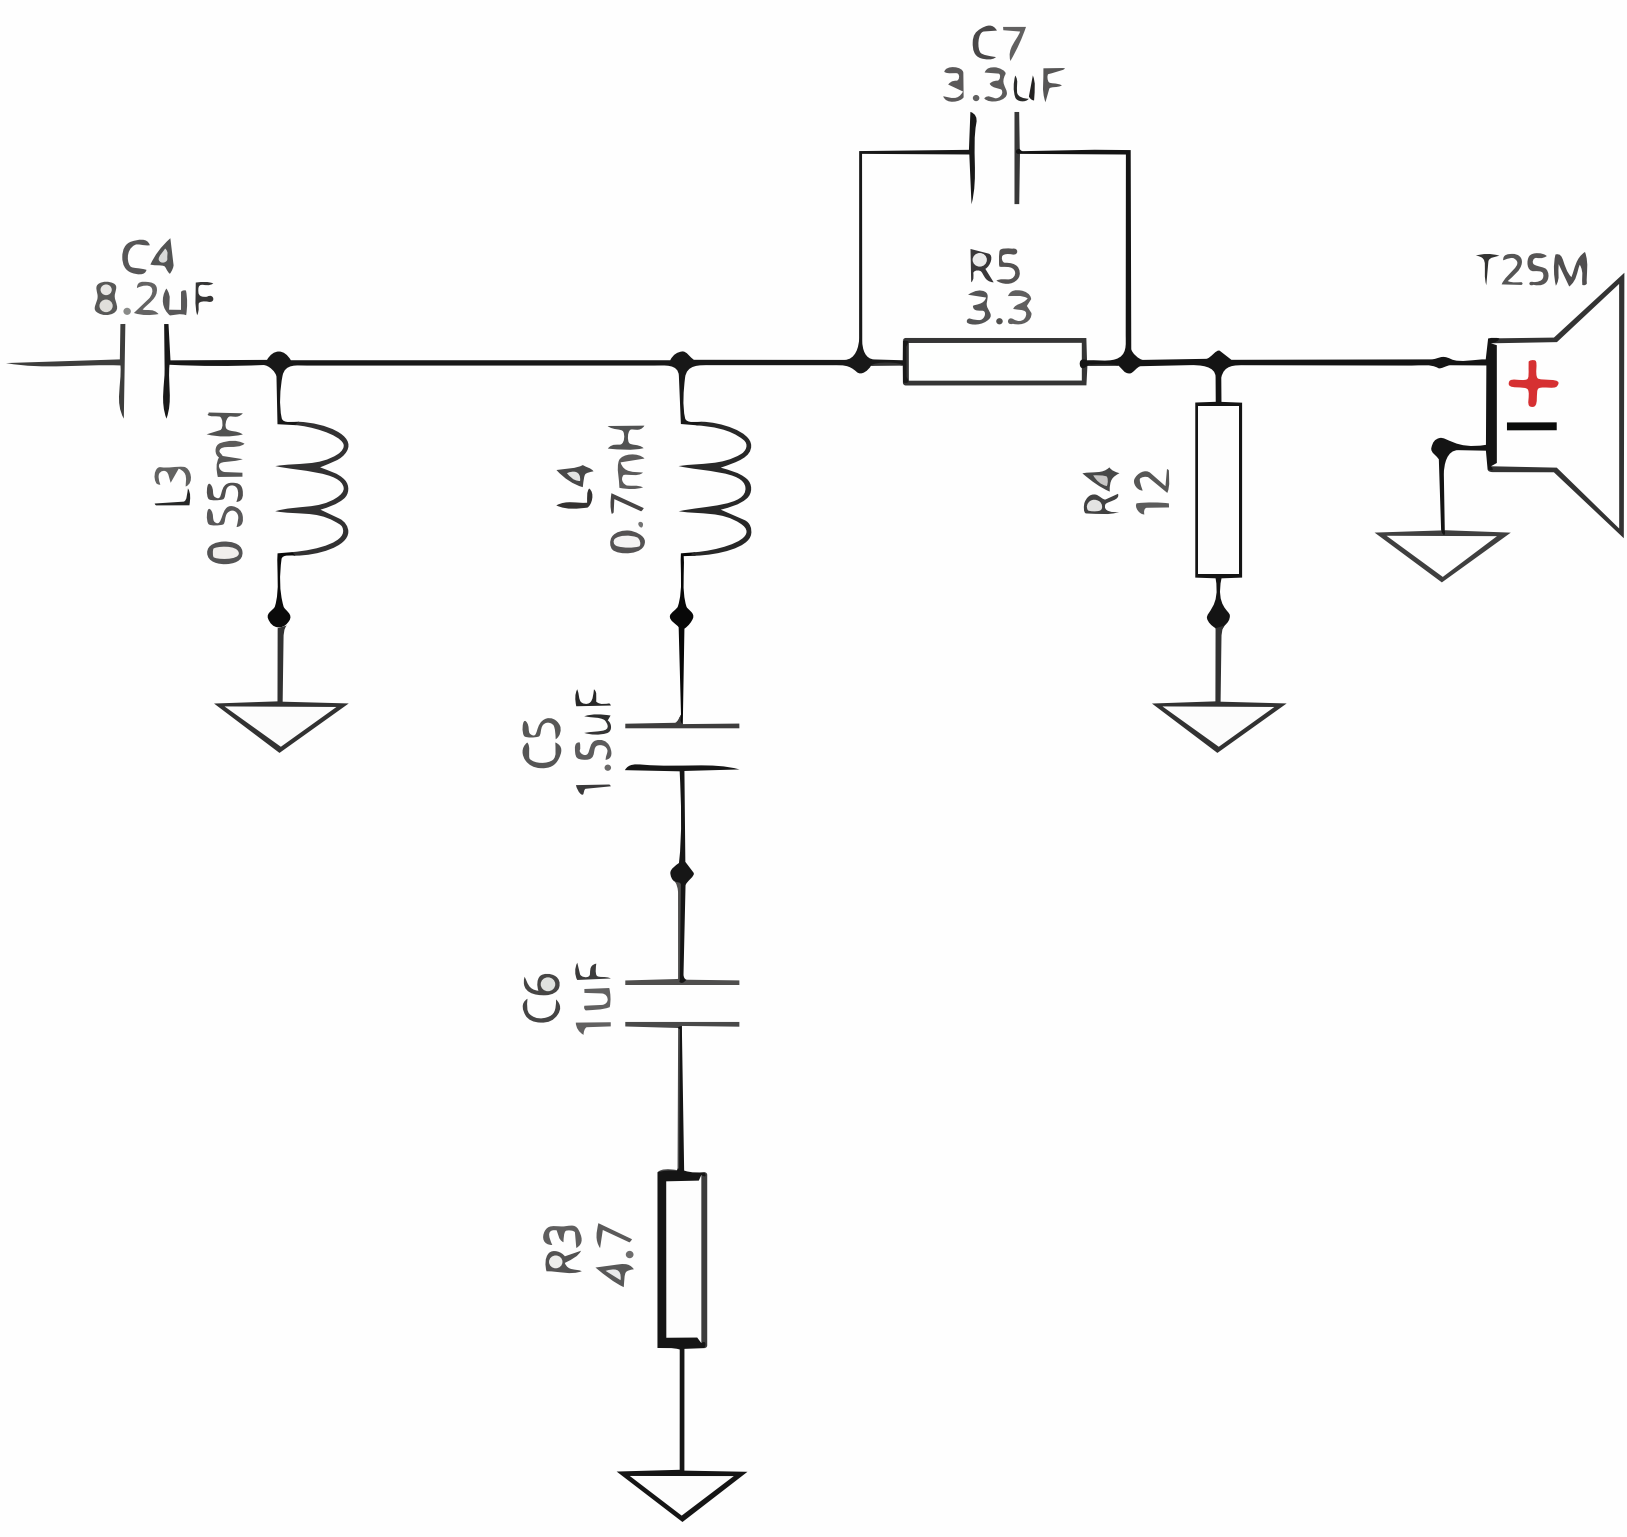 C7
3.3uF
C4
8.2uF
R5
3.3
T25M
+
−
L3
0 55mH
L4
0.7mH
R4
12
C5
1.5uF
C6
1uF
R3
4.7